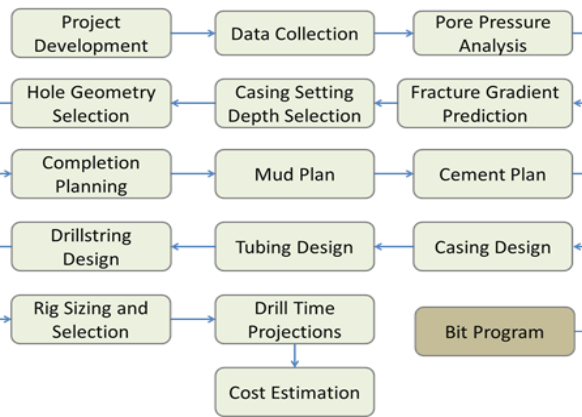 Project
Development
Data Collection
Pore Pressure
Analysis
Hole Geometry
Selection
Casing Setting
Depth Selection
Fracture Gradient
Prediction
Completion
Planning
Mud Plan
Cement Plan
Drillstring
Design
Tubing Design
Casing Design
Rig Sizing and
Selection
Drill Time
Projections
Bit Program
Cost Estimation